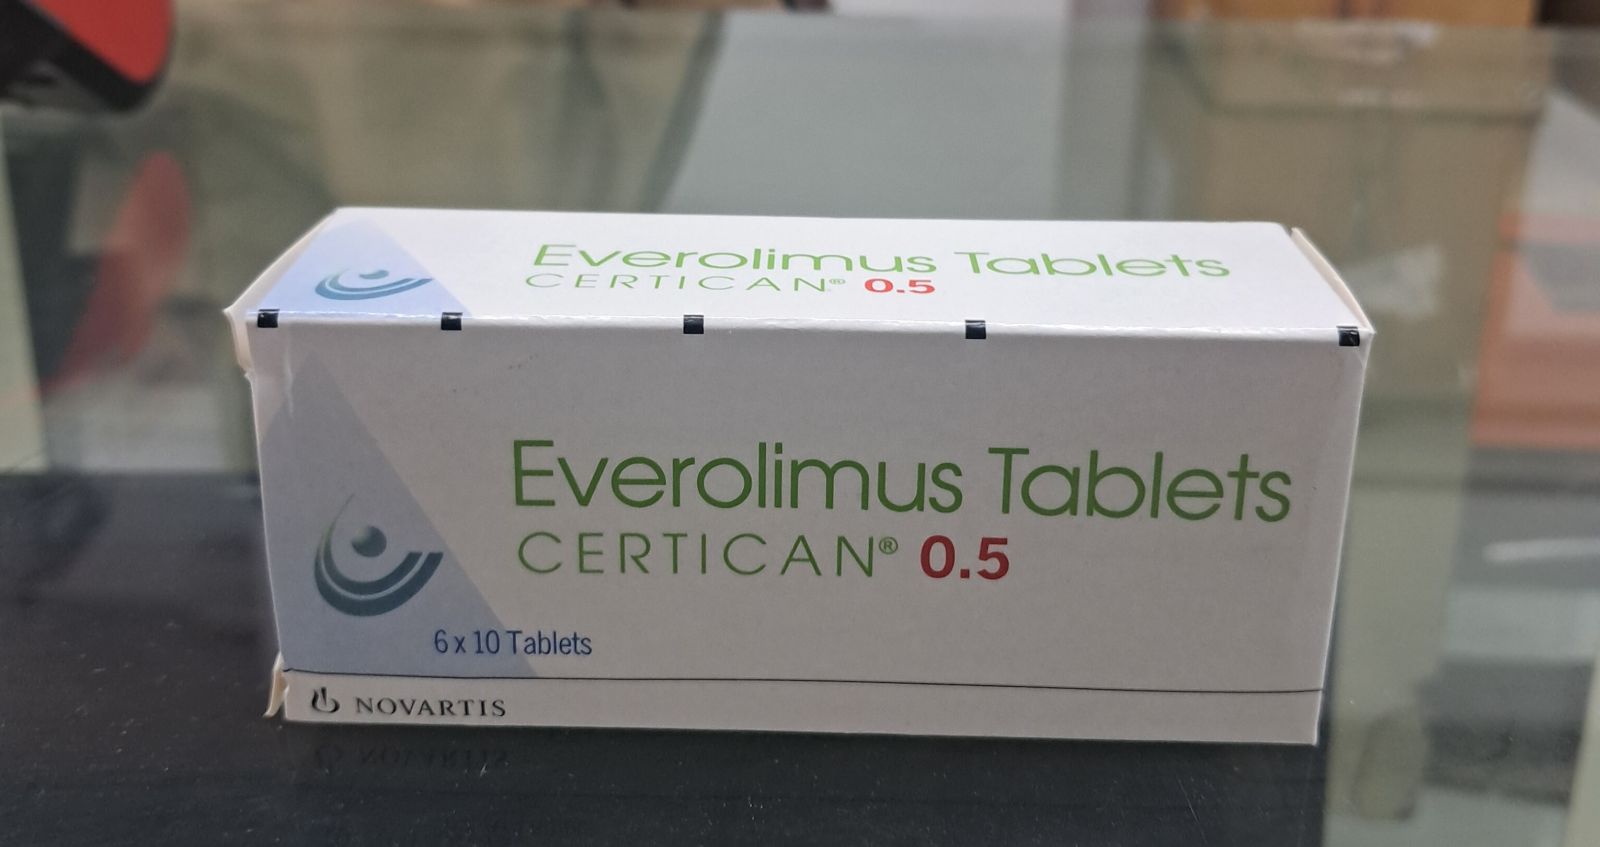 Everolimus Tablets
CERTICAN® 0.5
Everolimus Tablets
CERTICAN® 0.5
6 x 10 Tablets
NOVARTIS